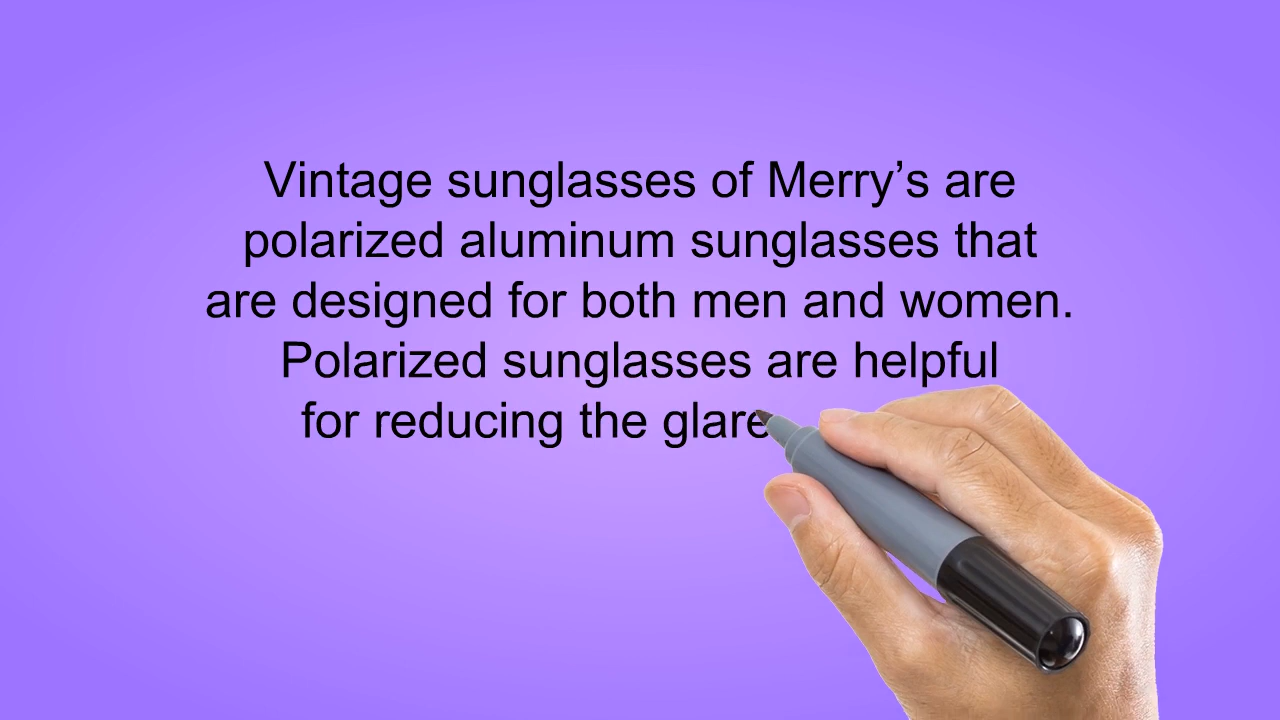 Vintage sunglasses of Merry’s are
polarized aluminum sunglasses that
are designed for both men and women.
Polarized sunglasses are helpful
for reducing the glare